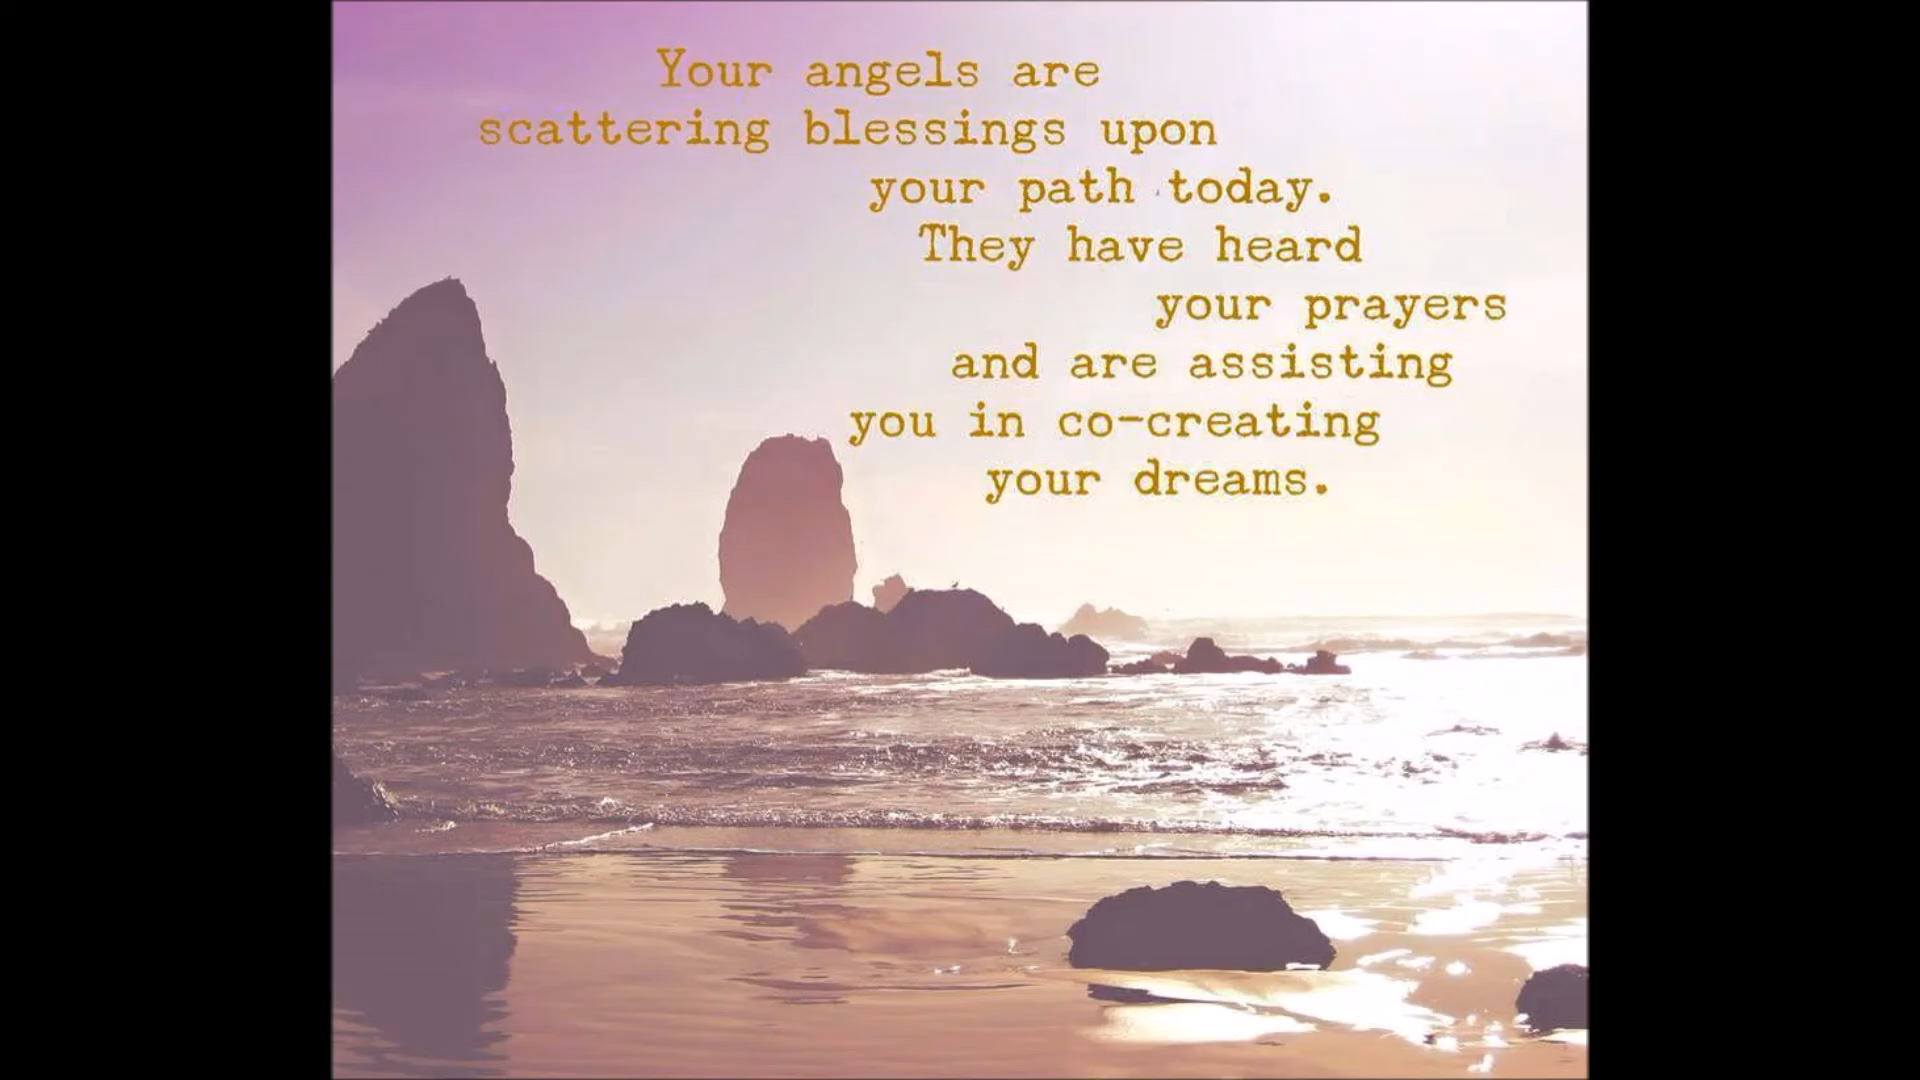 Your angels are
scattering blessings upon
your path today.
They have heard
your prayers
and are assisting
you in co-creating
your dreams.